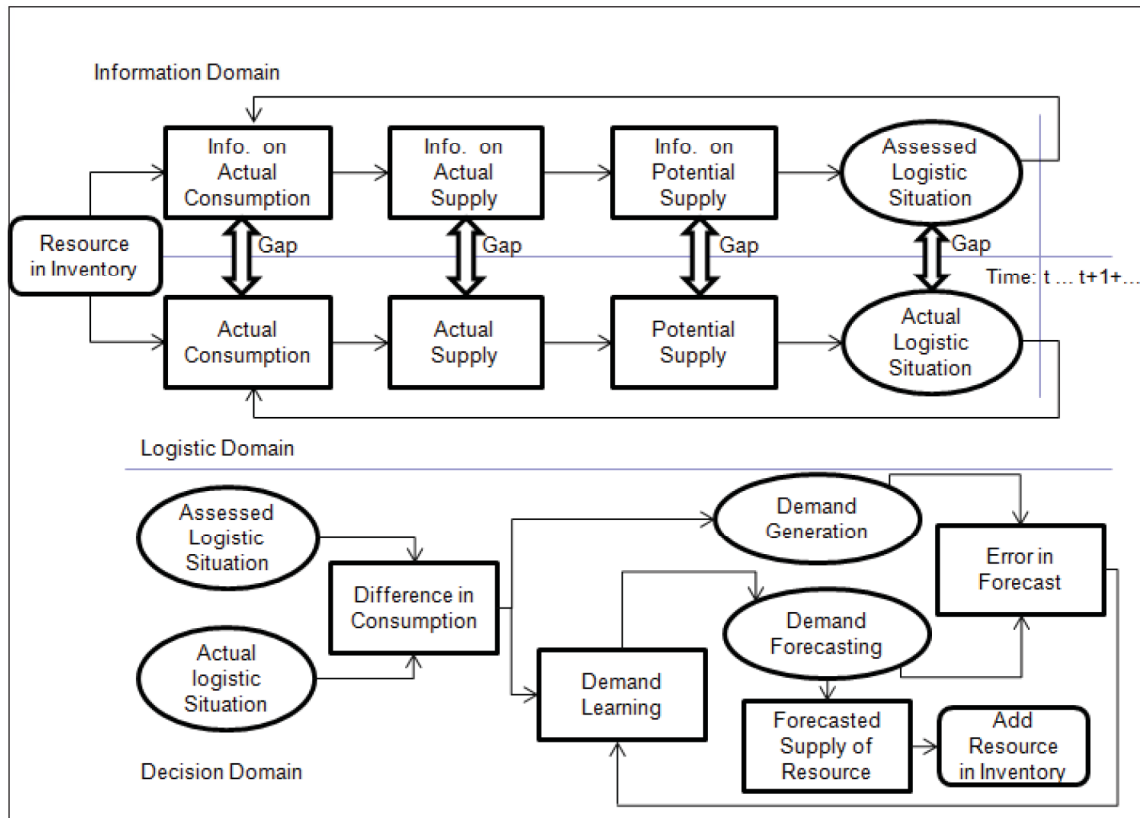 Information Domain
Info. on
Actual
Consumption
Info. on
Actual
Supply
Info. on
Potential
Supply
Assessed
Logistic
Situation
Resource
in Inventory
Gap
Gap
Gap
Gap
Time: t ... t+1+...
Actual
Consumption
Actual
Supply
Potential
Supply
Actual
Logistic
Situation
Logistic Domain
Assessed
Logistic
Situation
Demand
Generation
Error in
Forecast
Difference in
Consumption
Demand
Forecasting
Actual
logistic
Situation
Demand
Learning
Forecasted
Supply of
Resource
Add
Resource
in Inventory
Decision Domain